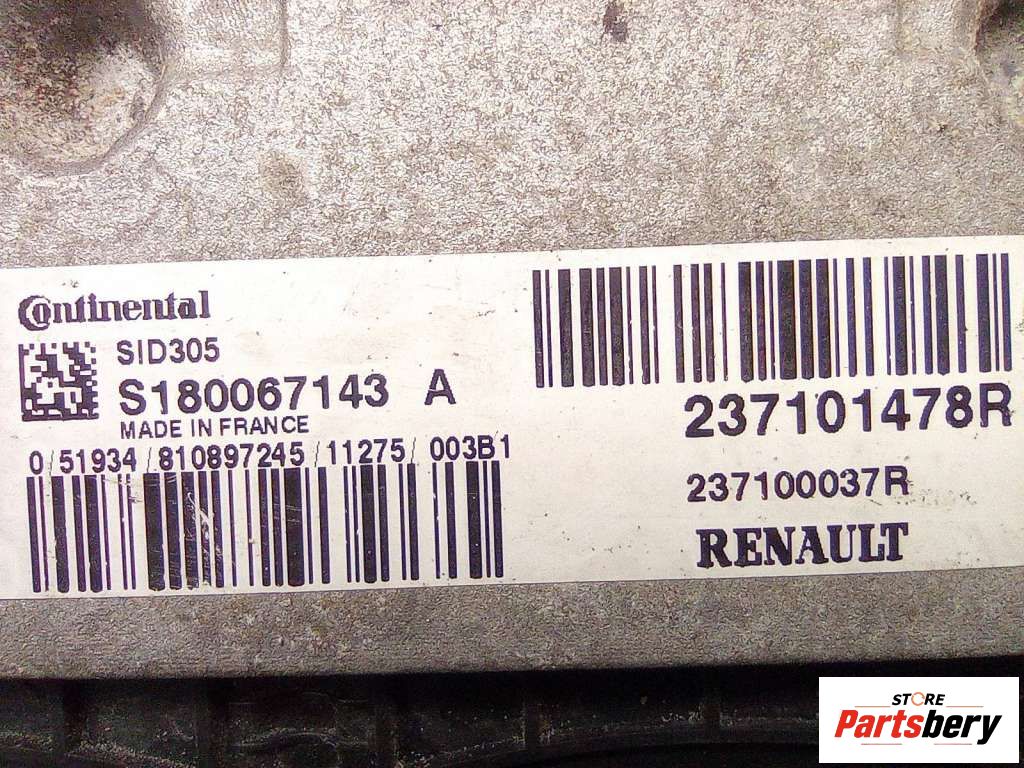 Continental
SID305
S180067143 A
MADE IN FRANCE
0/51934/810897245/11275/003B1
237101478R
237100037R
RENAULT
STORE
Partsbery